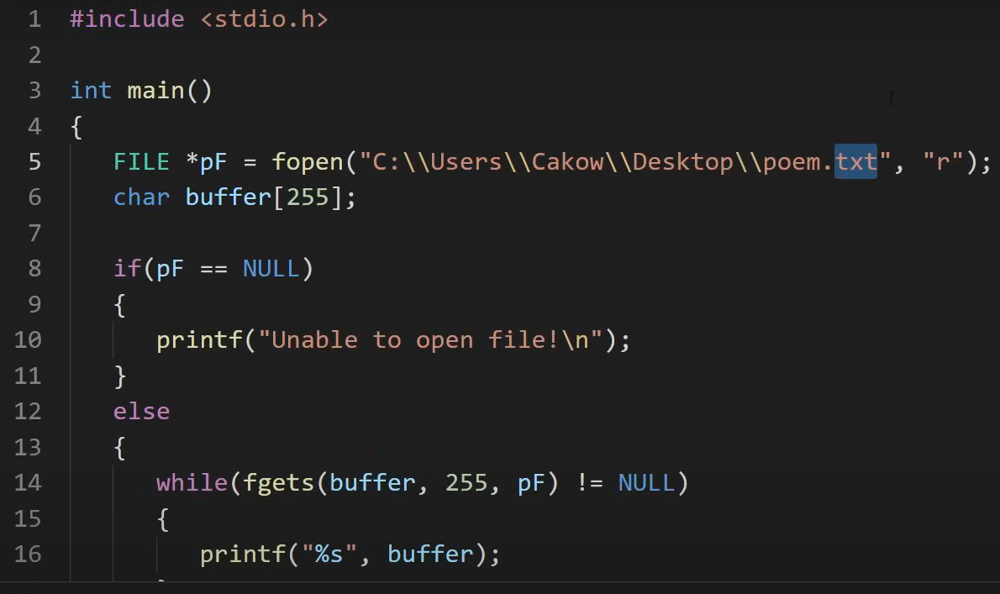 1 #include <stdio.h>
2
3 int main()
4 {
5 FILE *pF = fopen("C:\\Users\\Cakow\\Desktop\\poem.txt", "r");
6 char buffer[255];
7
8 if(pF == NULL)
9 {
10 printf("Unable to open file!\n");
11 }
12 else
13 {
14 while(fgets(buffer, 255, pF) != NULL)
15 {
16 printf("%s", buffer);